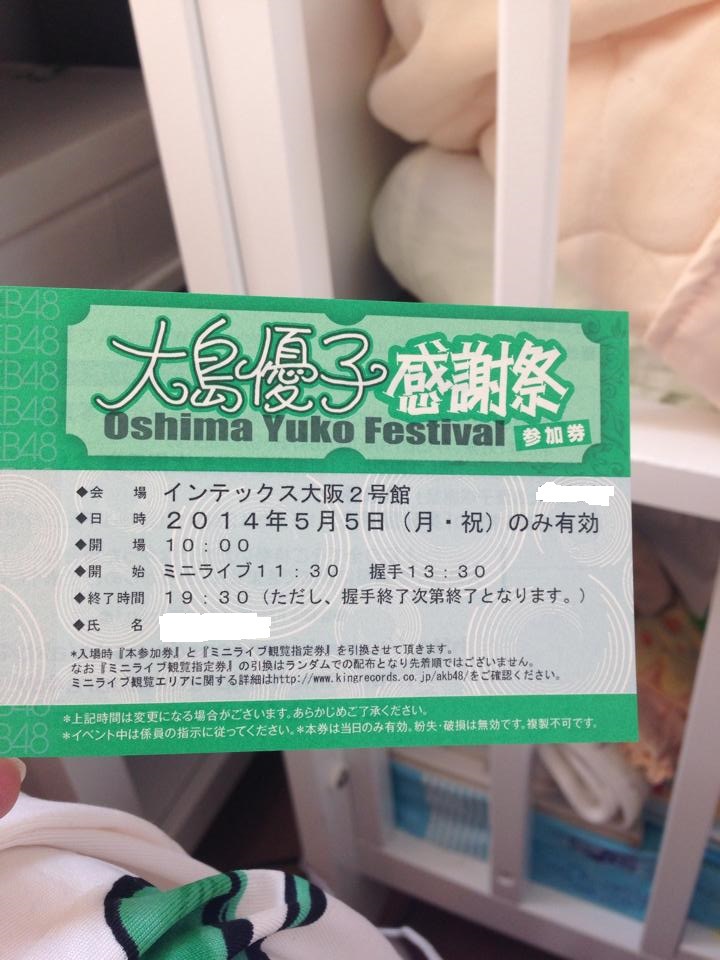 大島優子感謝祭
Oshima Yuko Festival 参加券
◆会　場 インテックス大阪2号館
◆日　時 2014年5月5日（月・祝）のみ有効
◆開　場 10：00
◆開　始 ミニライブ11：30　握手13：30
◆終了時間 19：30（ただし、握手終了次第終了となります。）
◆氏　名
*入場時『本参加券』と『ミニライブ観覧指定券』を引換させて頂きます。
なお『ミニライブ観覧指定券』の引換はランダムでの配布となり先着順ではございません。
ミニライブ観覧エリアに関する詳細はhttp://www.kingrecords.co.jp/akb48/をご確認ください。
*上記時間は変更になる場合がございます。あらかじめご了承ください。
*イベント中は係員の指示に従ってください。*本券は当日のみ有効。紛失・破損は無効です。複製不可です。